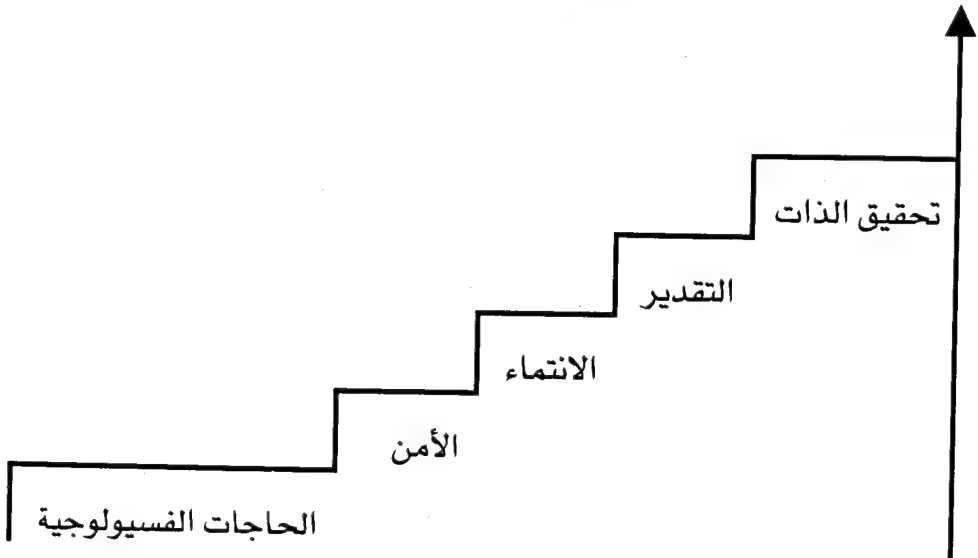 تحقيق الذات
التقدير
الانتماء
الأمن
الحاجات الفسيولوجية